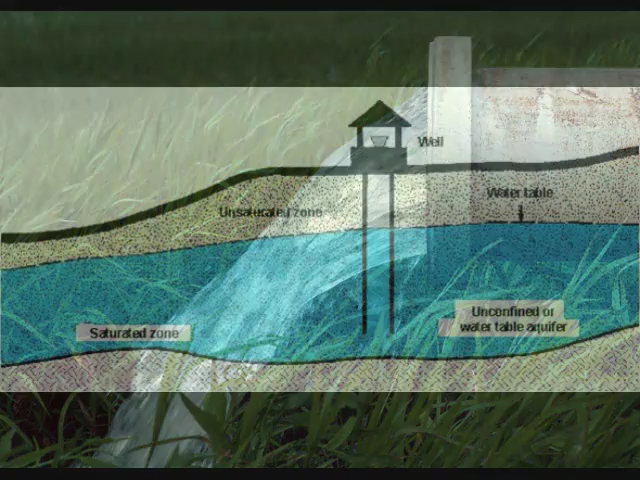 Well
Water table
Unsaturated zone
Unconfined or
water table aquifer
Saturated zone